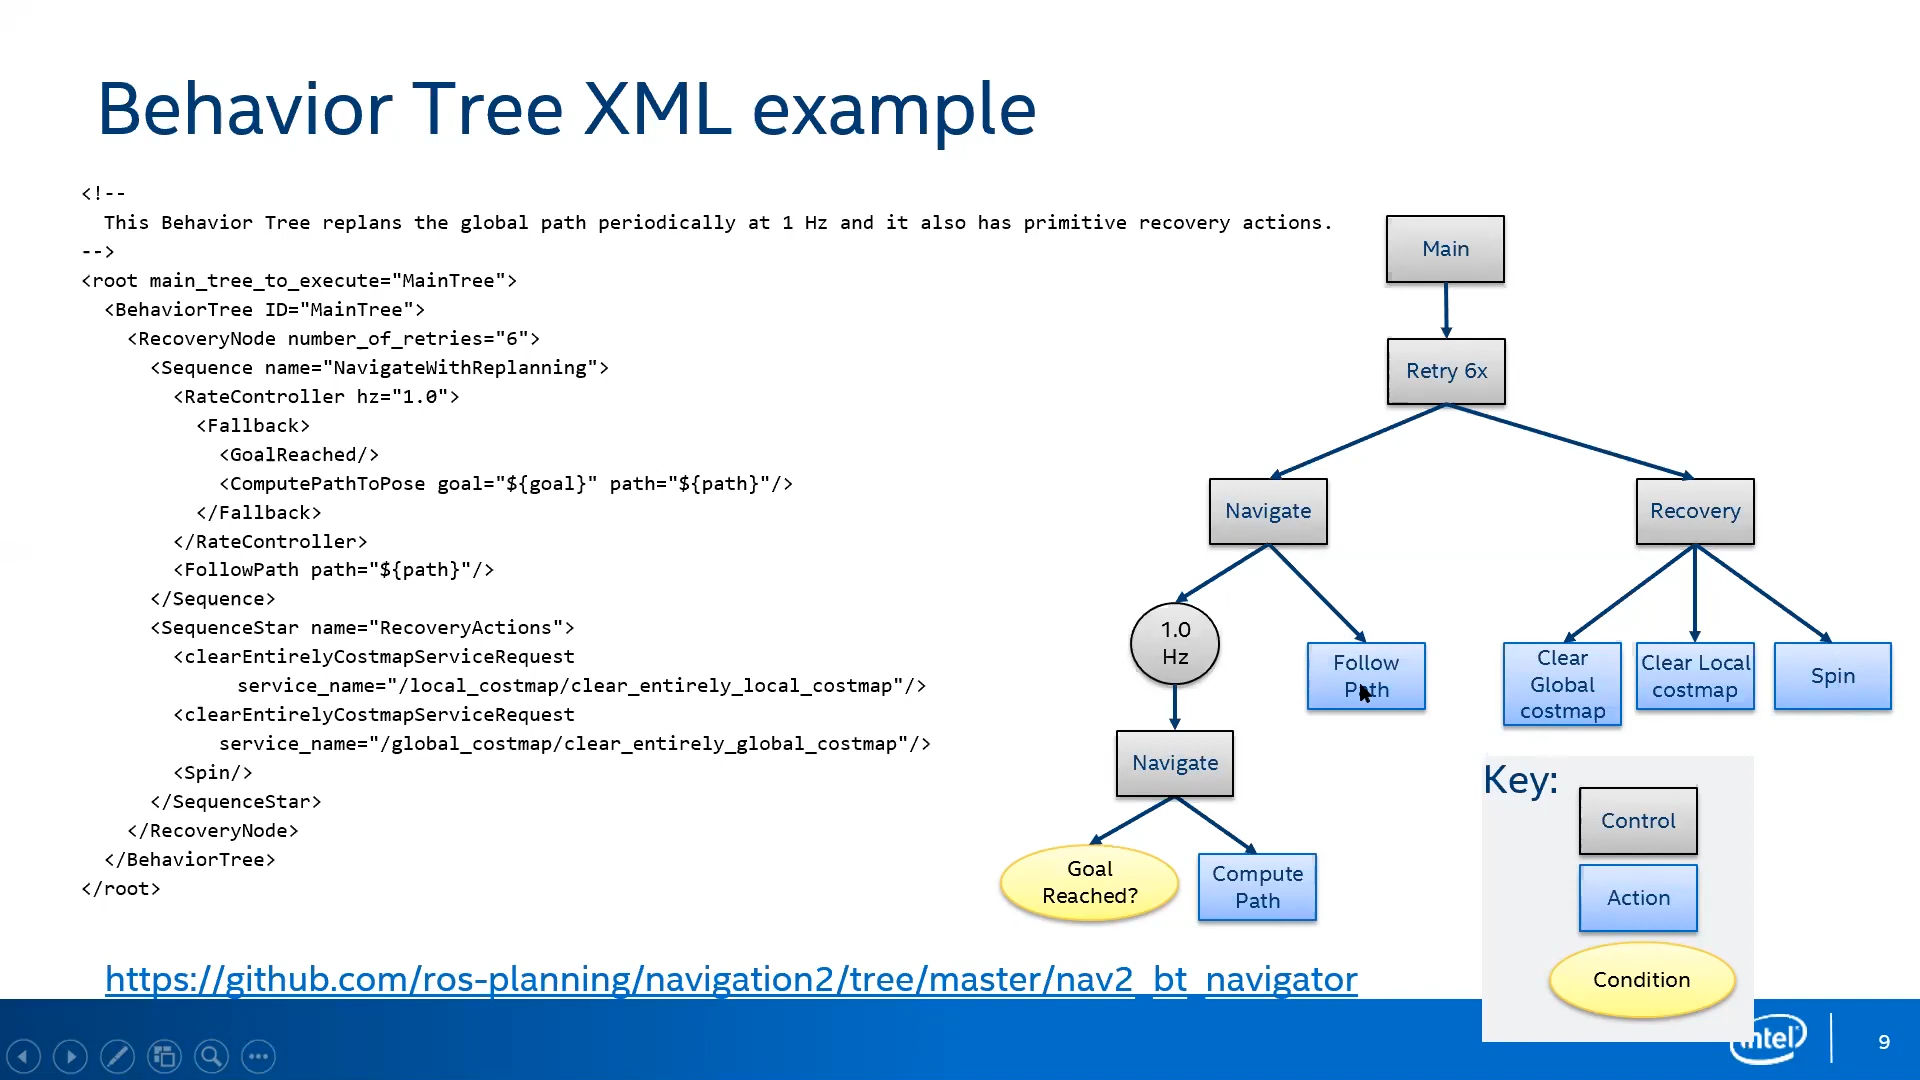 Behavior Tree XML example
<!--
This Behavior Tree replans the global path periodically at 1 Hz and it also has primitive recovery actions.
-->
<root main_tree_to_execute="MainTree">
<BehaviorTree ID="MainTree">
<RecoveryNode number_of_retries="6">
<Sequence name="NavigateWithReplanning">
<RateController hz="1.0">
<Fallback>
<GoalReached/>
<ComputePathToPose goal="${goal}" path="${path}"/>
</Fallback>
</RateController>
<FollowPath path="${path}"/>
</Sequence>
<SequenceStar name="RecoveryActions">
<clearEntirelyCostmapServiceRequest
service_name="/local_costmap/clear_entirely_local_costmap"/>
<clearEntirelyCostmapServiceRequest
service_name="/global_costmap/clear_entirely_global_costmap"/>
<Spin/>
</SequenceStar>
</RecoveryNode>
</BehaviorTree>
</root>
https://github.com/ros-planning/navigation2/tree/master/nav2_bt_navigator
Main
Retry 6x
Navigate
Recovery
1.0
Hz
Follow
Path
Clear
Global
costmap
Clear Local
costmap
Spin
Navigate
Goal
Reached?
Compute
Path
Key:
Control
Action
Condition
intel
9